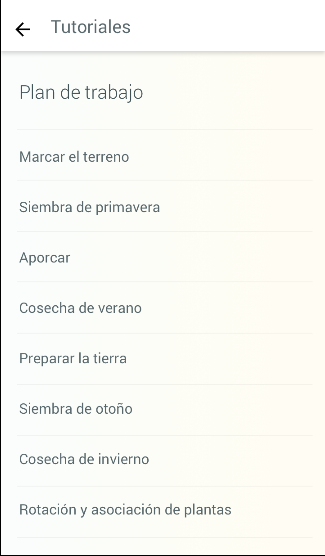 Tutoriales
Plan de trabajo
Marcar el terreno
Siembra de primavera
Aporcar
Cosecha de verano
Preparar la tierra
Siembra de otoño
Cosecha de invierno
Rotación y asociación de plantas